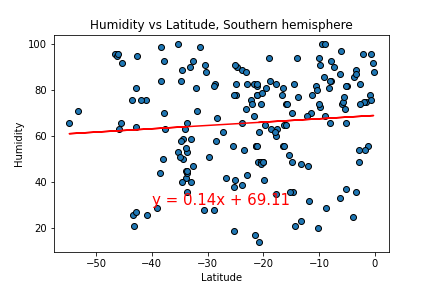 Humidity vs Latitude, Southern hemisphere
100
80
60
40
20
Humidity
y = 0.14x + 69.11
−50
−40
−30
−20
−10
0
Latitude